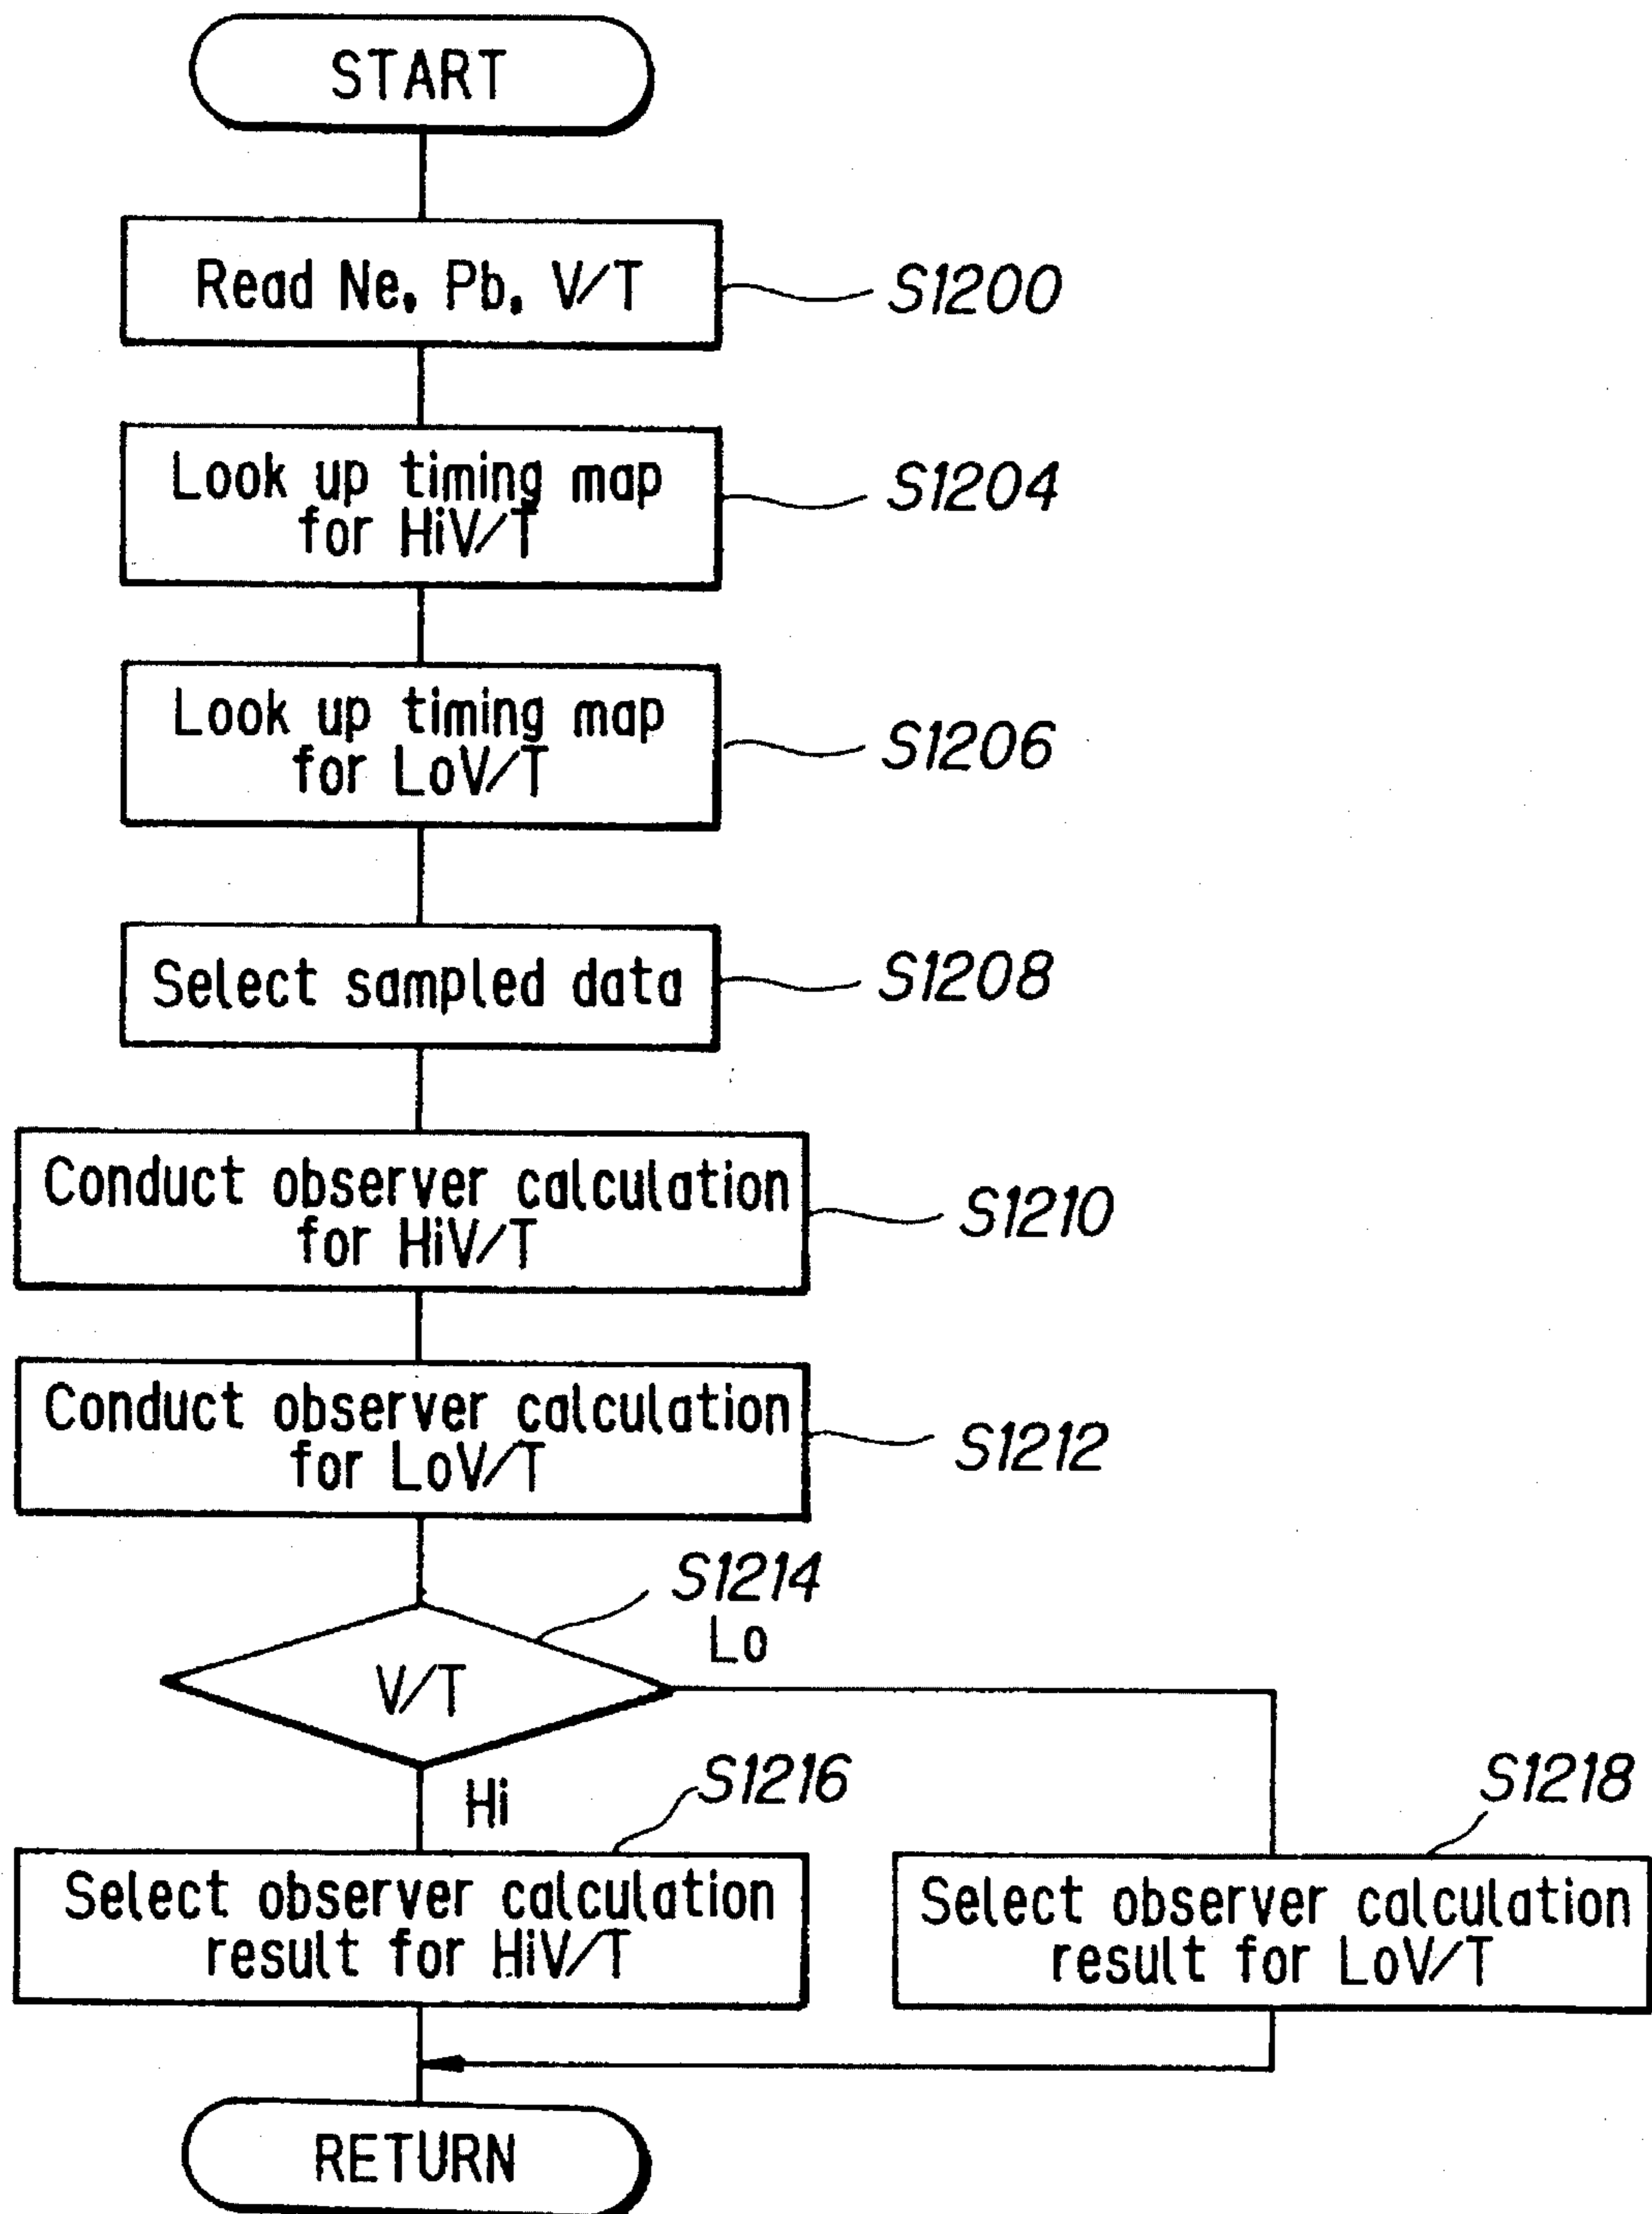 START
Read Ne, Pb, V/T
S1200
Look up timing map
for HiV/T
S1204
Look up timing map
for LoV/T
S1206
Select sampled data
S1208
Conduct observer calculation
for HiV/T
S1210
Conduct observer calculation
for LoV/T
S1212
S1214
Lo
V/T
Hi
S1216
S1218
Select observer calculation
result for HiV/T
Select observer calculation
result for LoV/T
RETURN